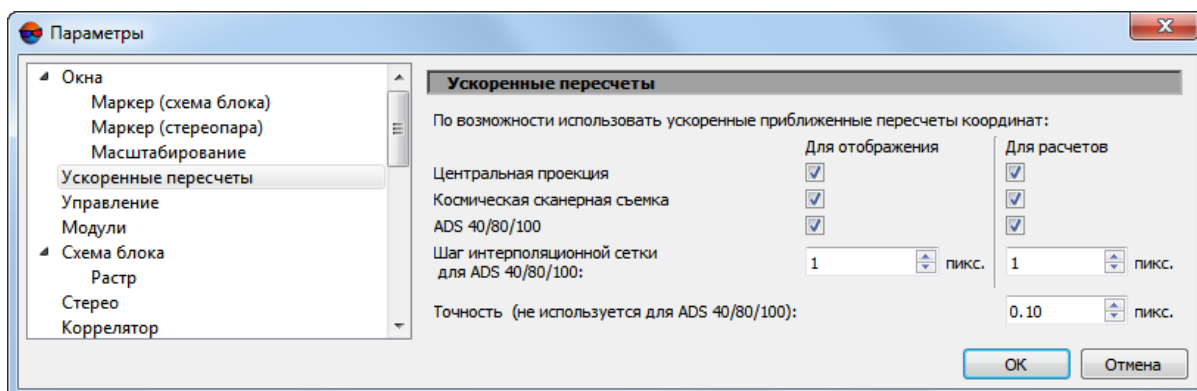 Параметры
Окна
Маркер (схема блока)
Маркер (стереопара)
Масштабирование
Ускоренные пересчеты
Управление
Модули
Схема блока
Растр
Стерео
Коррелятор
Ускоренные пересчеты
По возможности использовать ускоренные приближенные пересчеты координат:
Для отображения Для расчетов
Центральная проекция
Космическая сканерная съемка
ADS 40/80/100
Шаг интерполяционной сетки
для ADS 40/80/100: 1 пикс. 1 пикс.
Точность (не используется для ADS 40/80/100): 0.10 пикс.
OK Отмена